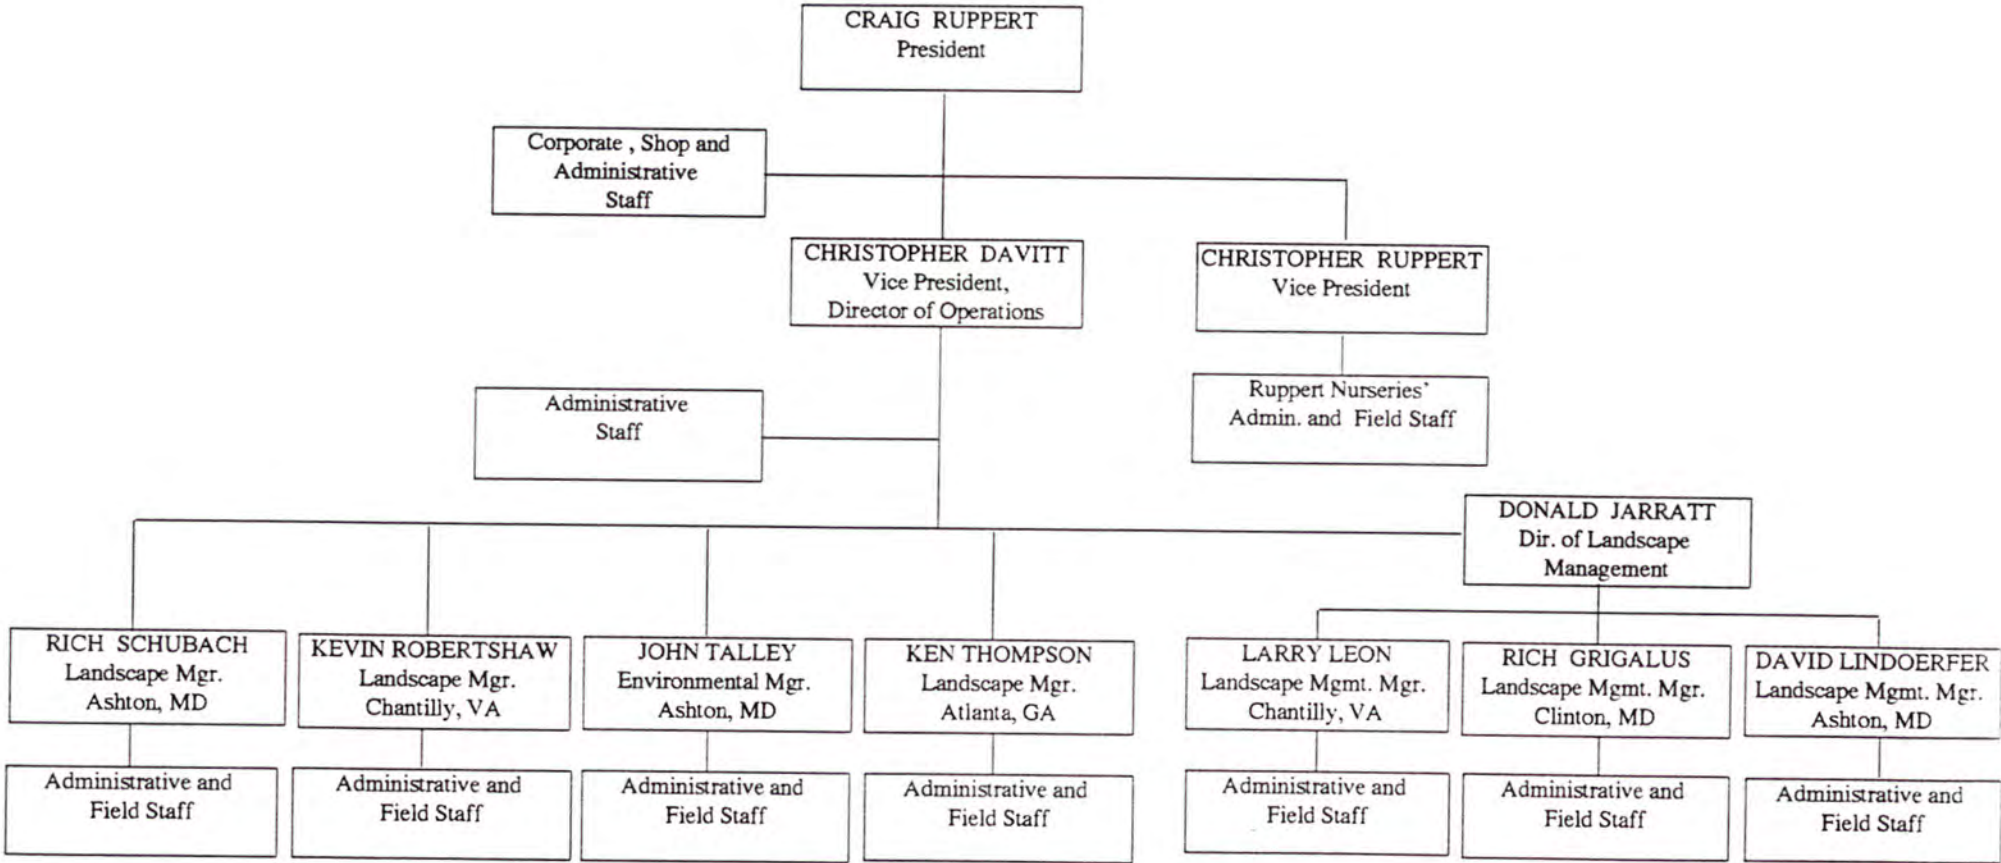 CRAIG RUPPERT
President
Corporate , Shop and
Administrative
Staff
CHRISTOPHER DAVITT
Vice President,
Director of Operations
CHRISTOPHER RUPPERT
Vice President
Ruppert Nurseries'
Admin. and Field Staff
Administrative
Staff
DONALD JARRATT
Dir. of Landscape
Management
RICH SCHUBACH
Landscape Mgr.
Ashton, MD
KEVIN ROBERTSHAW
Landscape Mgr.
Chantilly, VA
JOHN TALLEY
Environmental Mgr.
Ashton, MD
KEN THOMPSON
Landscape Mgr.
Atlanta, GA
LARRY LEON
Landscape Mgmt. Mgr.
Chantilly, VA
RICH GRIGALUS
Landscape Mgmt. Mgr.
Clinton, MD
DAVID LINDOERFER
Landscape Mgmt. Mgr.
Ashton, MD
Administrative and
Field Staff
Administrative and
Field Staff
Administrative and
Field Staff
Administrative and
Field Staff
Administrative and
Field Staff
Administrative and
Field Staff
Administrative and
Field Staff